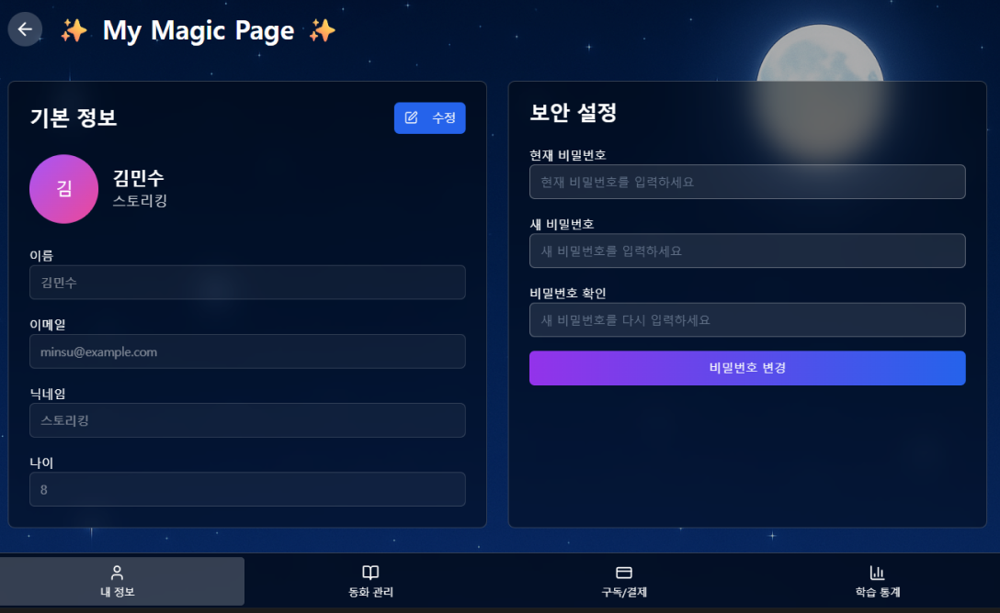 ✨ My Magic Page ✨
기본 정보
수정
김
김민수
스토리킹
이름
김민수
이메일
minsu@example.com
닉네임
스토리킹
나이
8
보안 설정
현재 비밀번호
현재 비밀번호를 입력하세요
새 비밀번호
새 비밀번호를 입력하세요
비밀번호 확인
새 비밀번호를 다시 입력하세요
비밀번호 변경
내 정보
동화 관리
구독/결제
학습 통계